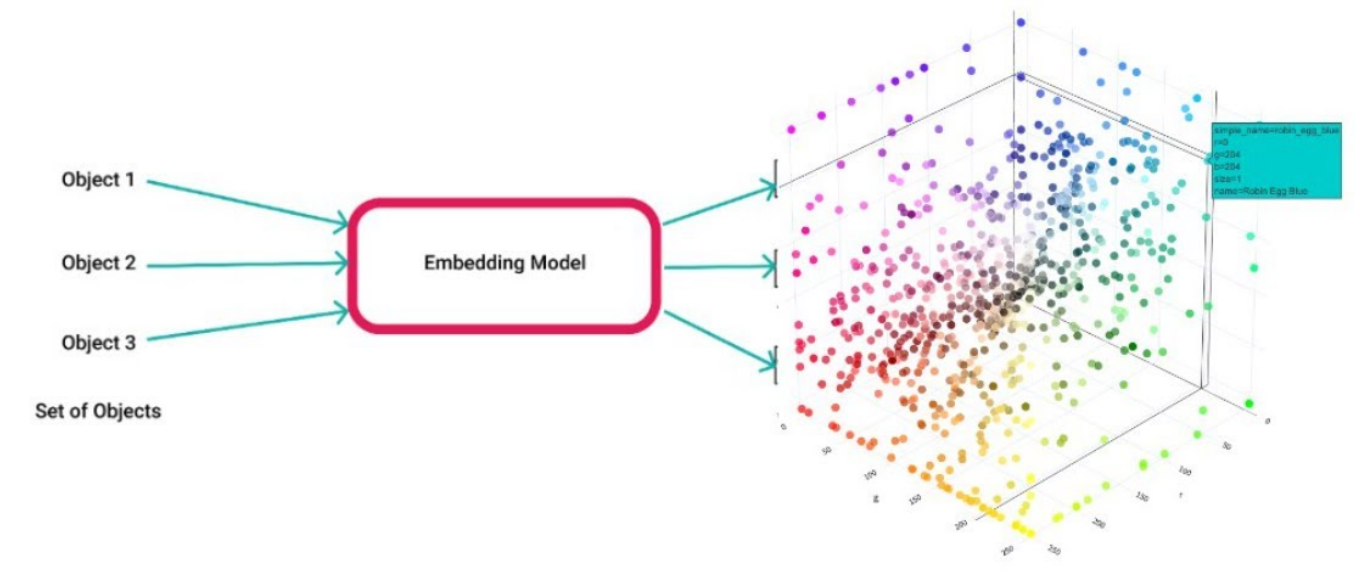 Object 1
Object 2
Object 3
Set of Objects
Embedding Model
simple_name=robin_egg_blue
r=0
g=204
b=204
size=1
name=Robin Egg Blue
0
50
100
150
200
250
g
250
200
150
100
50
0
r